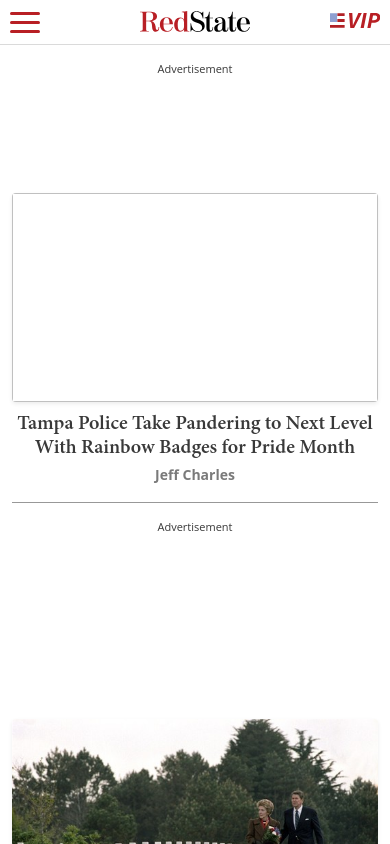 RedState
VIP
Advertisement
Tampa Police Take Pandering to Next Level
With Rainbow Badges for Pride Month
Jeff Charles
Advertisement